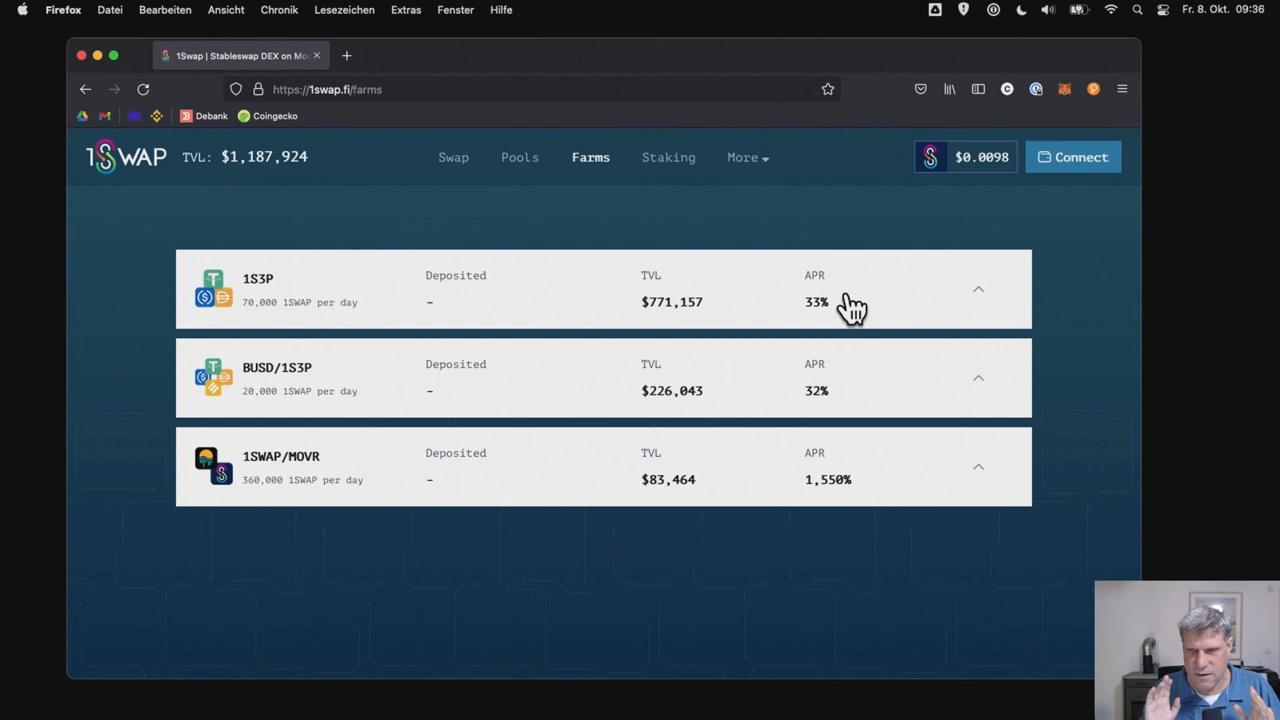 Firefox Datei Bearbeiten Ansicht Chronik Lesezeichen Extras Fenster Hilfe Fr. 8. Okt. 09:36
1Swap | Stableswap DEX on Moo
https://1swap.fi/farms
Debank Coingecko
1SWAP TVL: $1,187,924 Swap Pools Farms Staking More $0.0098 Connect
1S3P Deposited TVL APR
70,000 1SWAP per day - $771,157 33%
BUSD/1S3P Deposited TVL APR
20,000 1SWAP per day - $226,043 32%
1SWAP/MOVR Deposited TVL APR
360,000 1SWAP per day - $83,464 1,550%